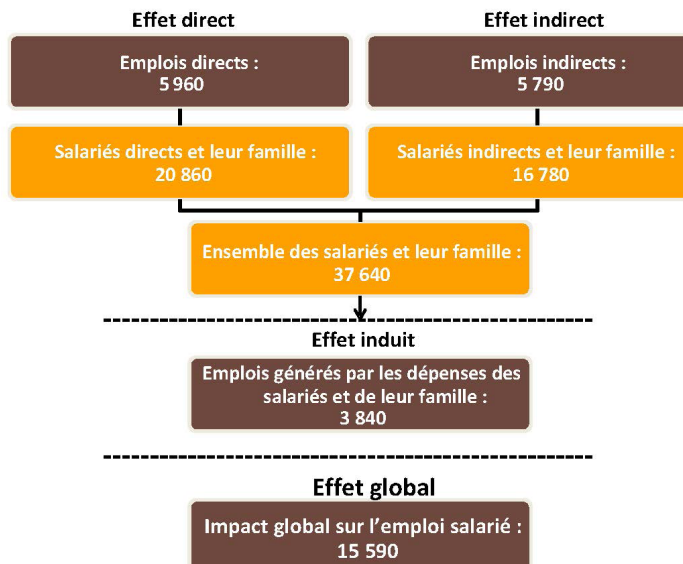 Effet direct
Effet indirect
Emplois directs :
5 960
Emplois indirects :
5 790
Salariés directs et leur famille :
20 860
Salariés indirects et leur famille :
16 780
Ensemble des salariés et leur famille :
37 640
Effet induit
Emplois générés par les dépenses des
salariés et de leur famille :
3 840
Effet global
Impact global sur l'emploi salarié :
15 590